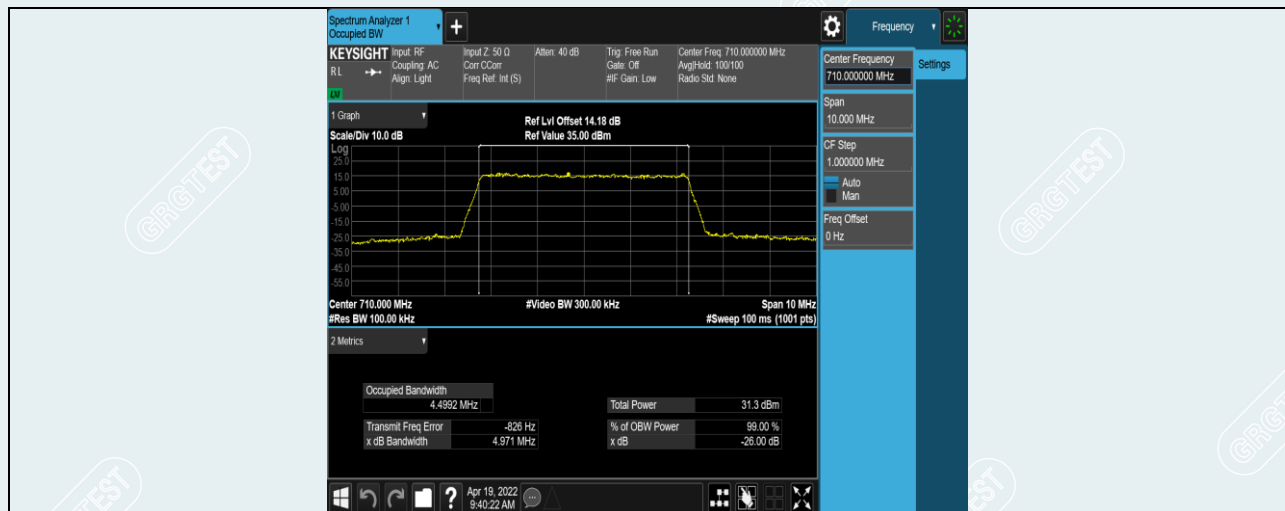 Spectrum Analyzer 1
Occupied BW
+
Frequency
KEYSIGHT Input: RF Input Z: 50 Ω Atten: 40 dB Trig: Free Run Center Freq: 710.000000 MHz
R L Coupling: AC Corr CCorr Gate: Off Avg|Hold: 100/100
Align: Light Freq Ref: Int (S) #IF Gain: Low Radio Std: None
Center Frequency
710.000000 MHz
Settings
Span
10.000 MHz
CF Step
1.000000 MHz
Auto
Man
Freq Offset
0 Hz
1 Graph
Ref Lvl Offset 14.18 dB
Scale/Div 10.0 dB Ref Value 35.00 dBm
Log
25.0
15.0
5.00
-5.00
-15.0
-25.0
-35.0
-45.0
-55.0
Center 710.000 MHz #Video BW 300.00 kHz Span 10 MHz
#Res BW 100.00 kHz #Sweep 100 ms (1001 pts)
2 Metrics
Occupied Bandwidth
4.4992 MHz
Total Power 31.3 dBm
Transmit Freq Error -826 Hz % of OBW Power 99.00 %
x dB Bandwidth 4.971 MHz x dB -26.00 dB
? Apr 19, 2022
9:40:22 AM
GRGTEST
GRGTEST
GRGTEST